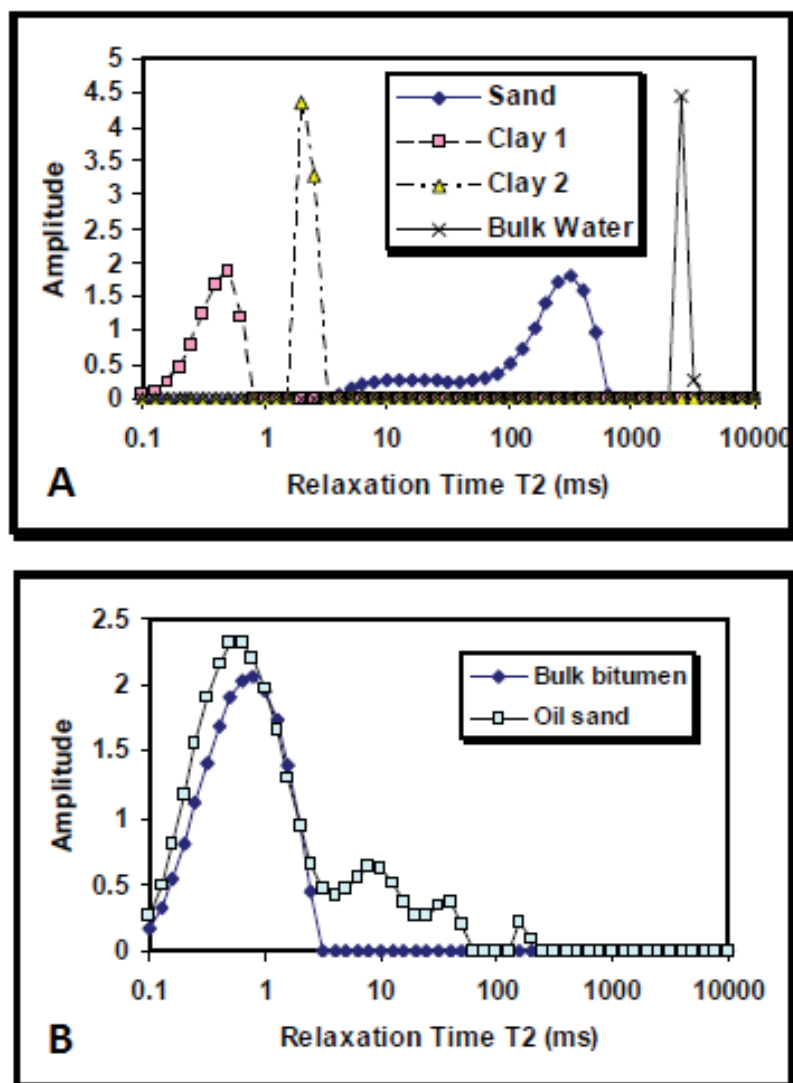 5
4.5
4
3.5
3
2.5
2
1.5
1
0.5
0
Amplitude
Sand
Clay 1
Clay 2
Bulk Water
0.1 1 10 100 1000 10000
A
Relaxation Time T2 (ms)
2.5
2
1.5
1
0.5
0
Amplitude
Bulk bitumen
Oil sand
0.1 1 10 100 1000 10000
B
Relaxation Time T2 (ms)